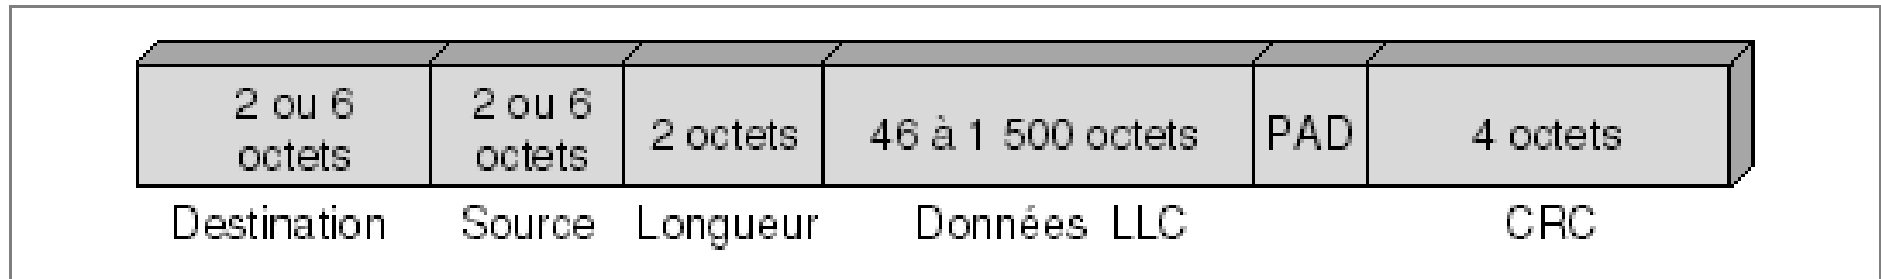 2 ou 6
octets
2 ou 6
octets
2 octets
46 à 1 500 octets
PAD
4 octets
Destination
Source
Longueur
Données LLC
CRC